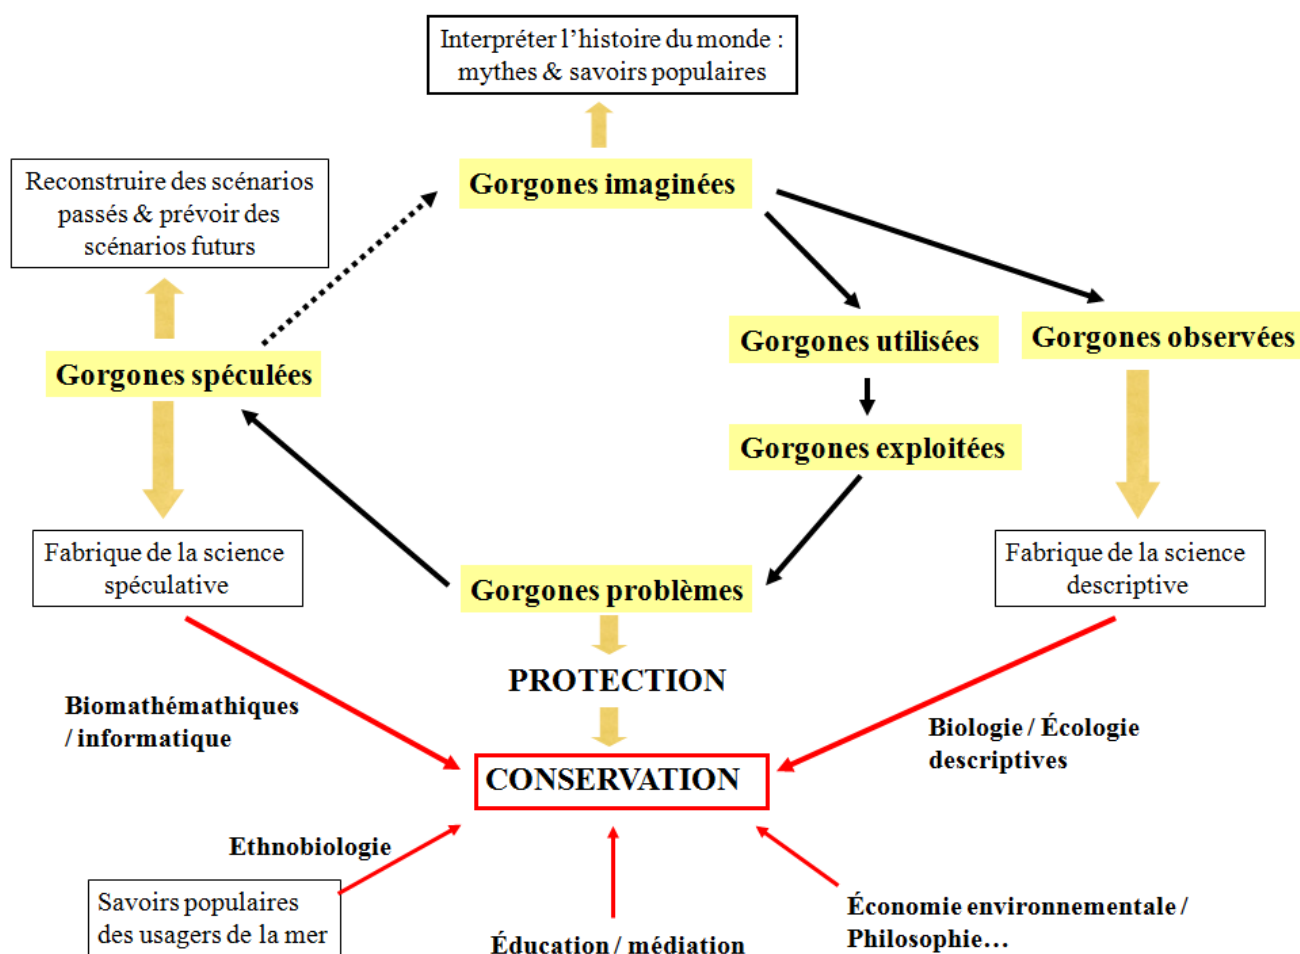 Interpréter l’histoire du monde :
mythes & savoirs populaires
Reconstruire des scénarios
passés & prévoir des
scénarios futurs
Gorgones imaginées
Gorgones utilisées
Gorgones observées
Gorgones spéculées
Gorgones exploitées
Fabrique de la science
spéculative
Fabrique de la science
descriptive
Gorgones problèmes
PROTECTION
Biomathémathiques
/ informatique
Biologie / Écologie
descriptives
CONSERVATION
Ethnobiologie
Savoirs populaires
des usagers de la mer
Éducation / médiation
Économie environnementale /
Philosophie…